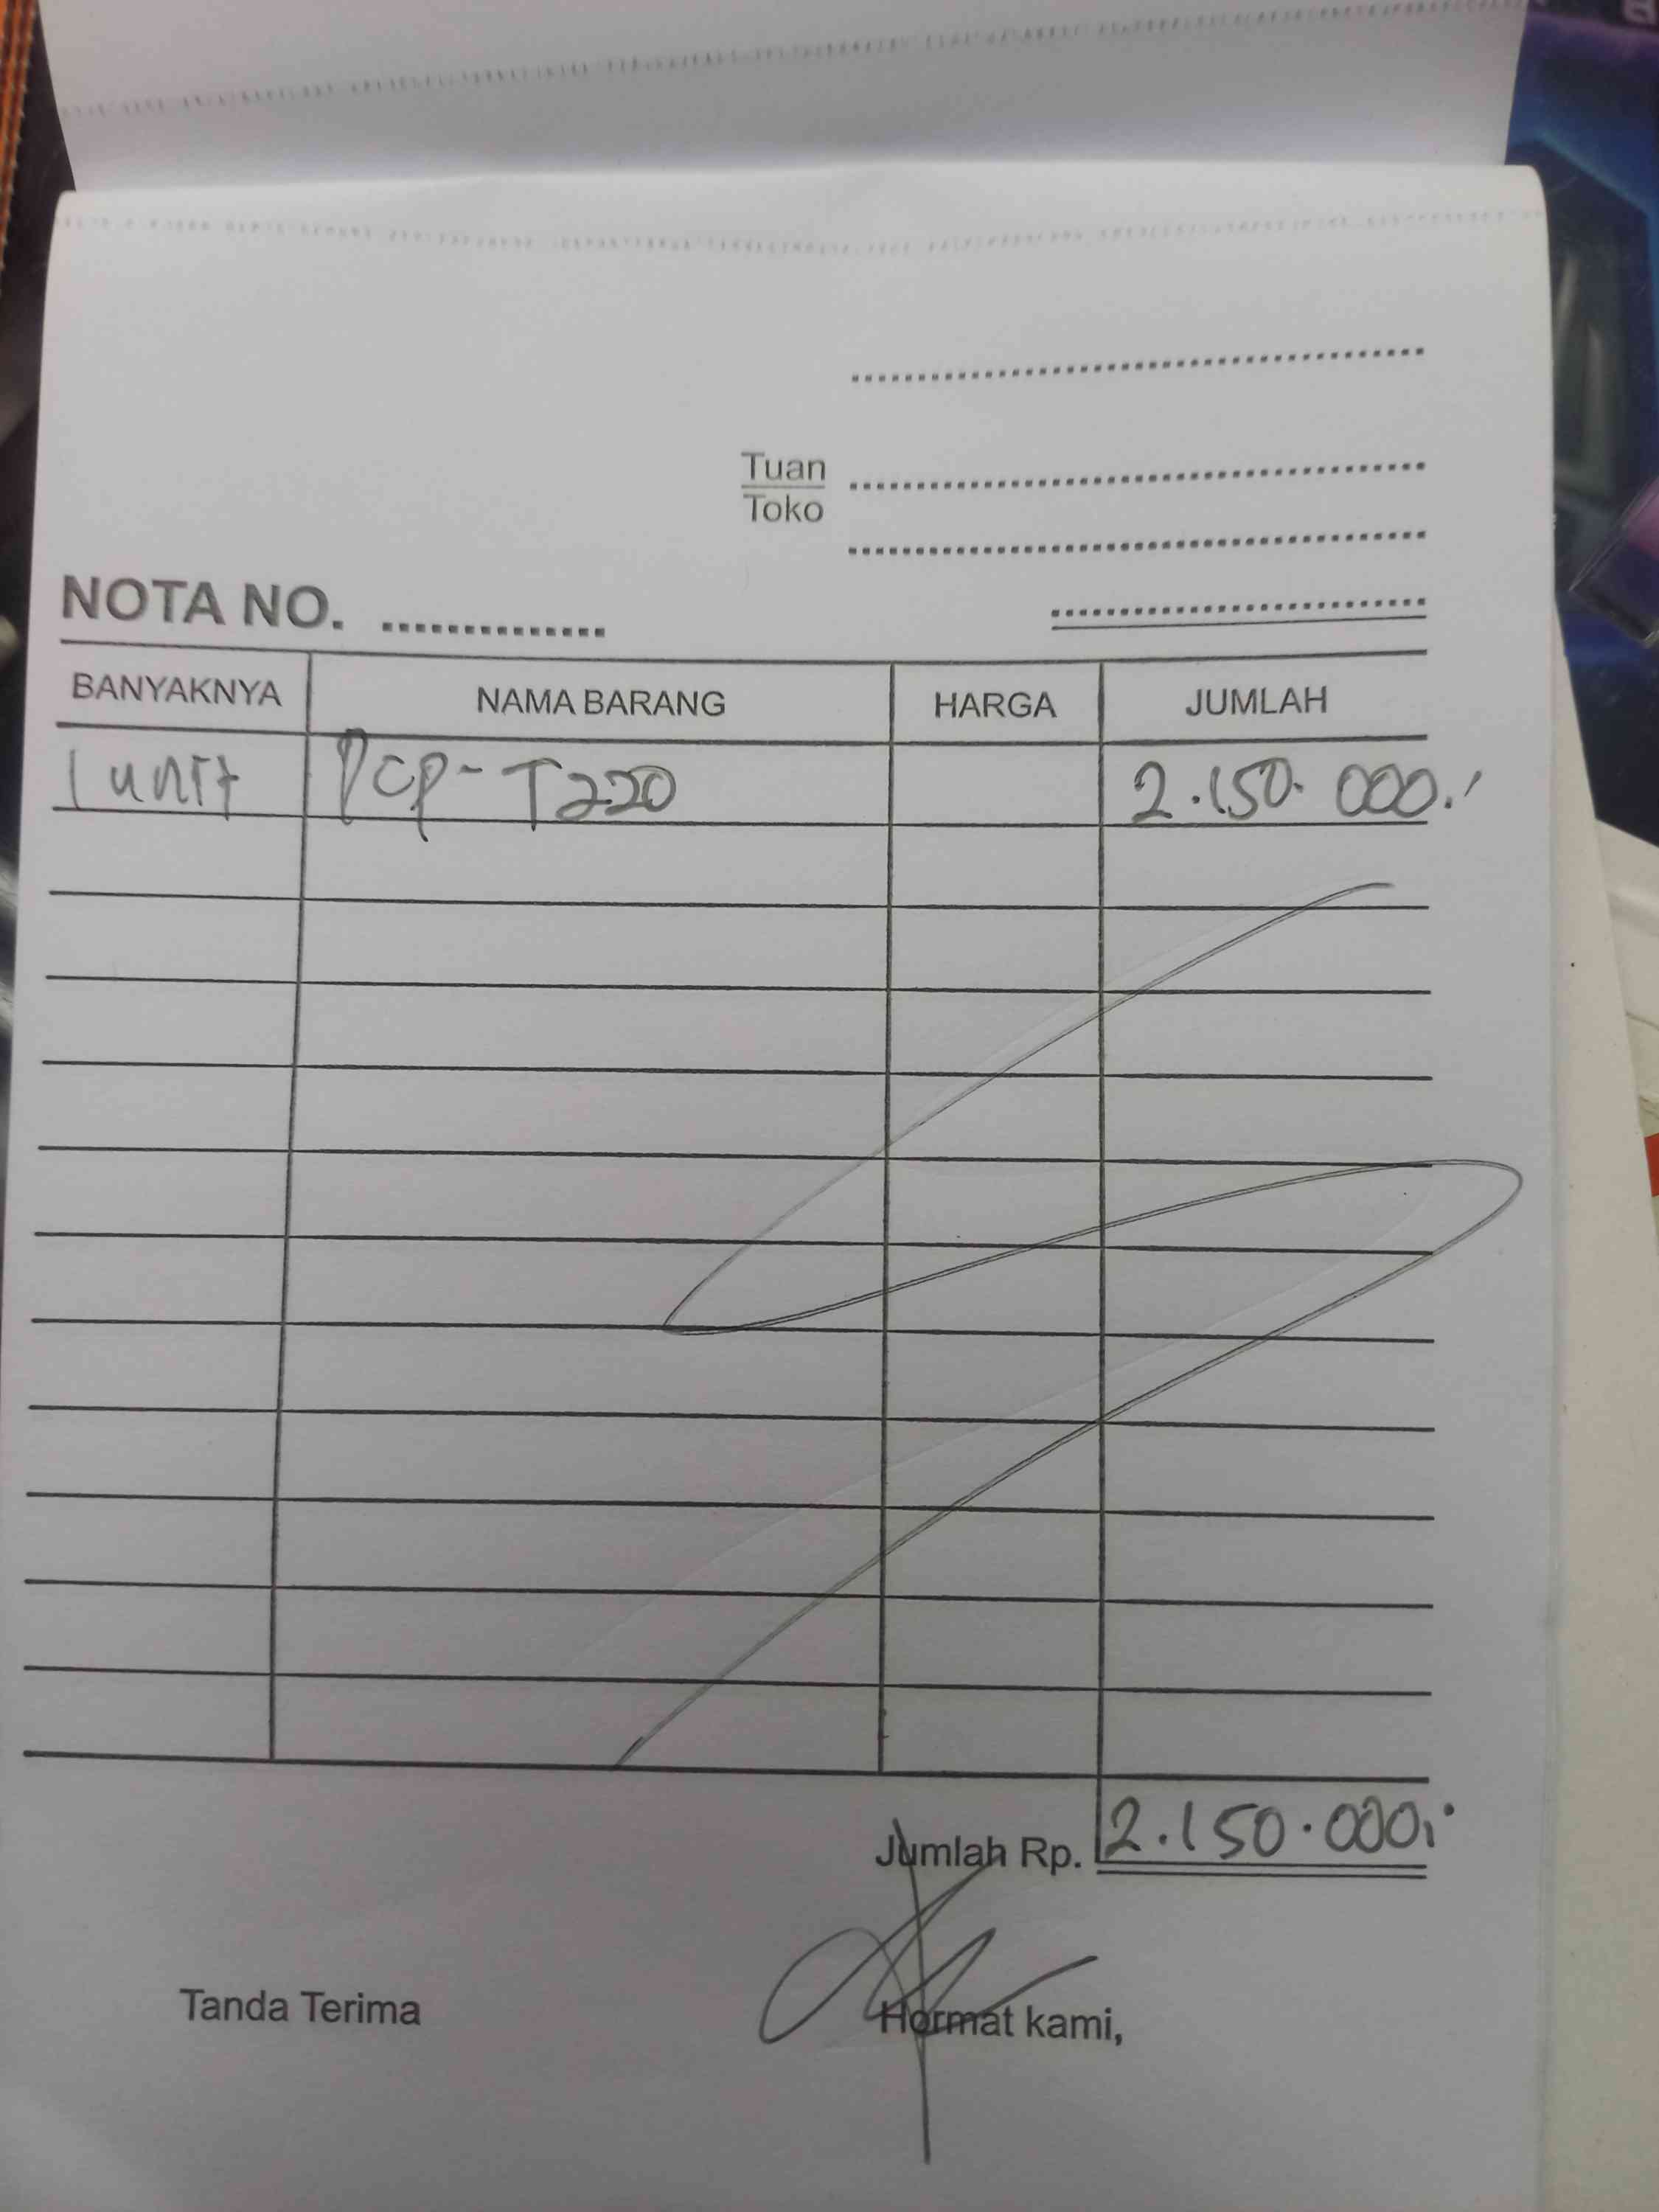 Tuan
Toko
NOTA NO. ..............
BANYAKNYA NAMA BARANG HARGA JUMLAH
1 unit PCP-T220 2.150.000.
Jumlah Rp. 2.150.000.
Tanda Terima Hormat kami,